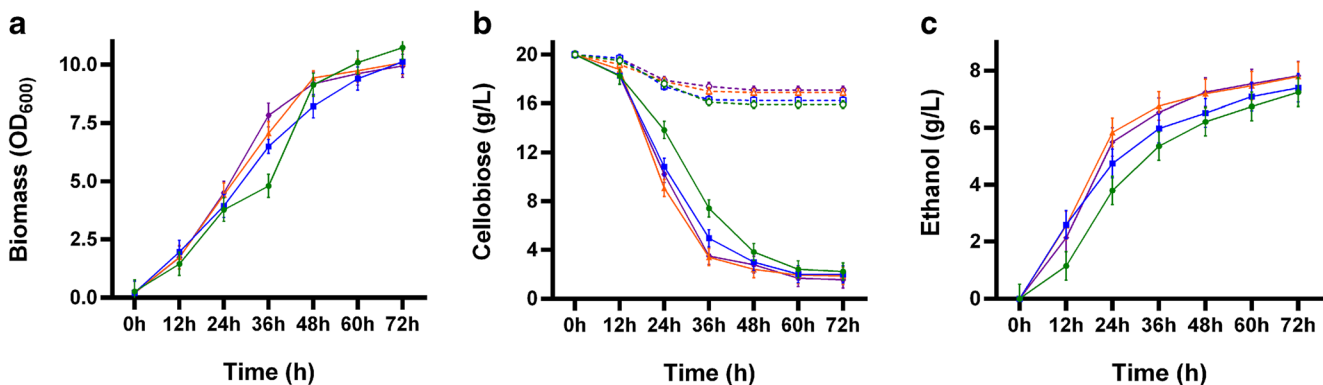 a
Biomass (OD600)
10.0
7.5
5.0
2.5
0.0
0h 12h 24h 36h 48h 60h 72h
Time (h)
b
Cellobiose (g/L)
20
16
12
8
4
0
0h 12h 24h 36h 48h 60h 72h
Time (h)
c
Ethanol (g/L)
8
6
4
2
0
0h 12h 24h 36h 48h 60h 72h
Time (h)